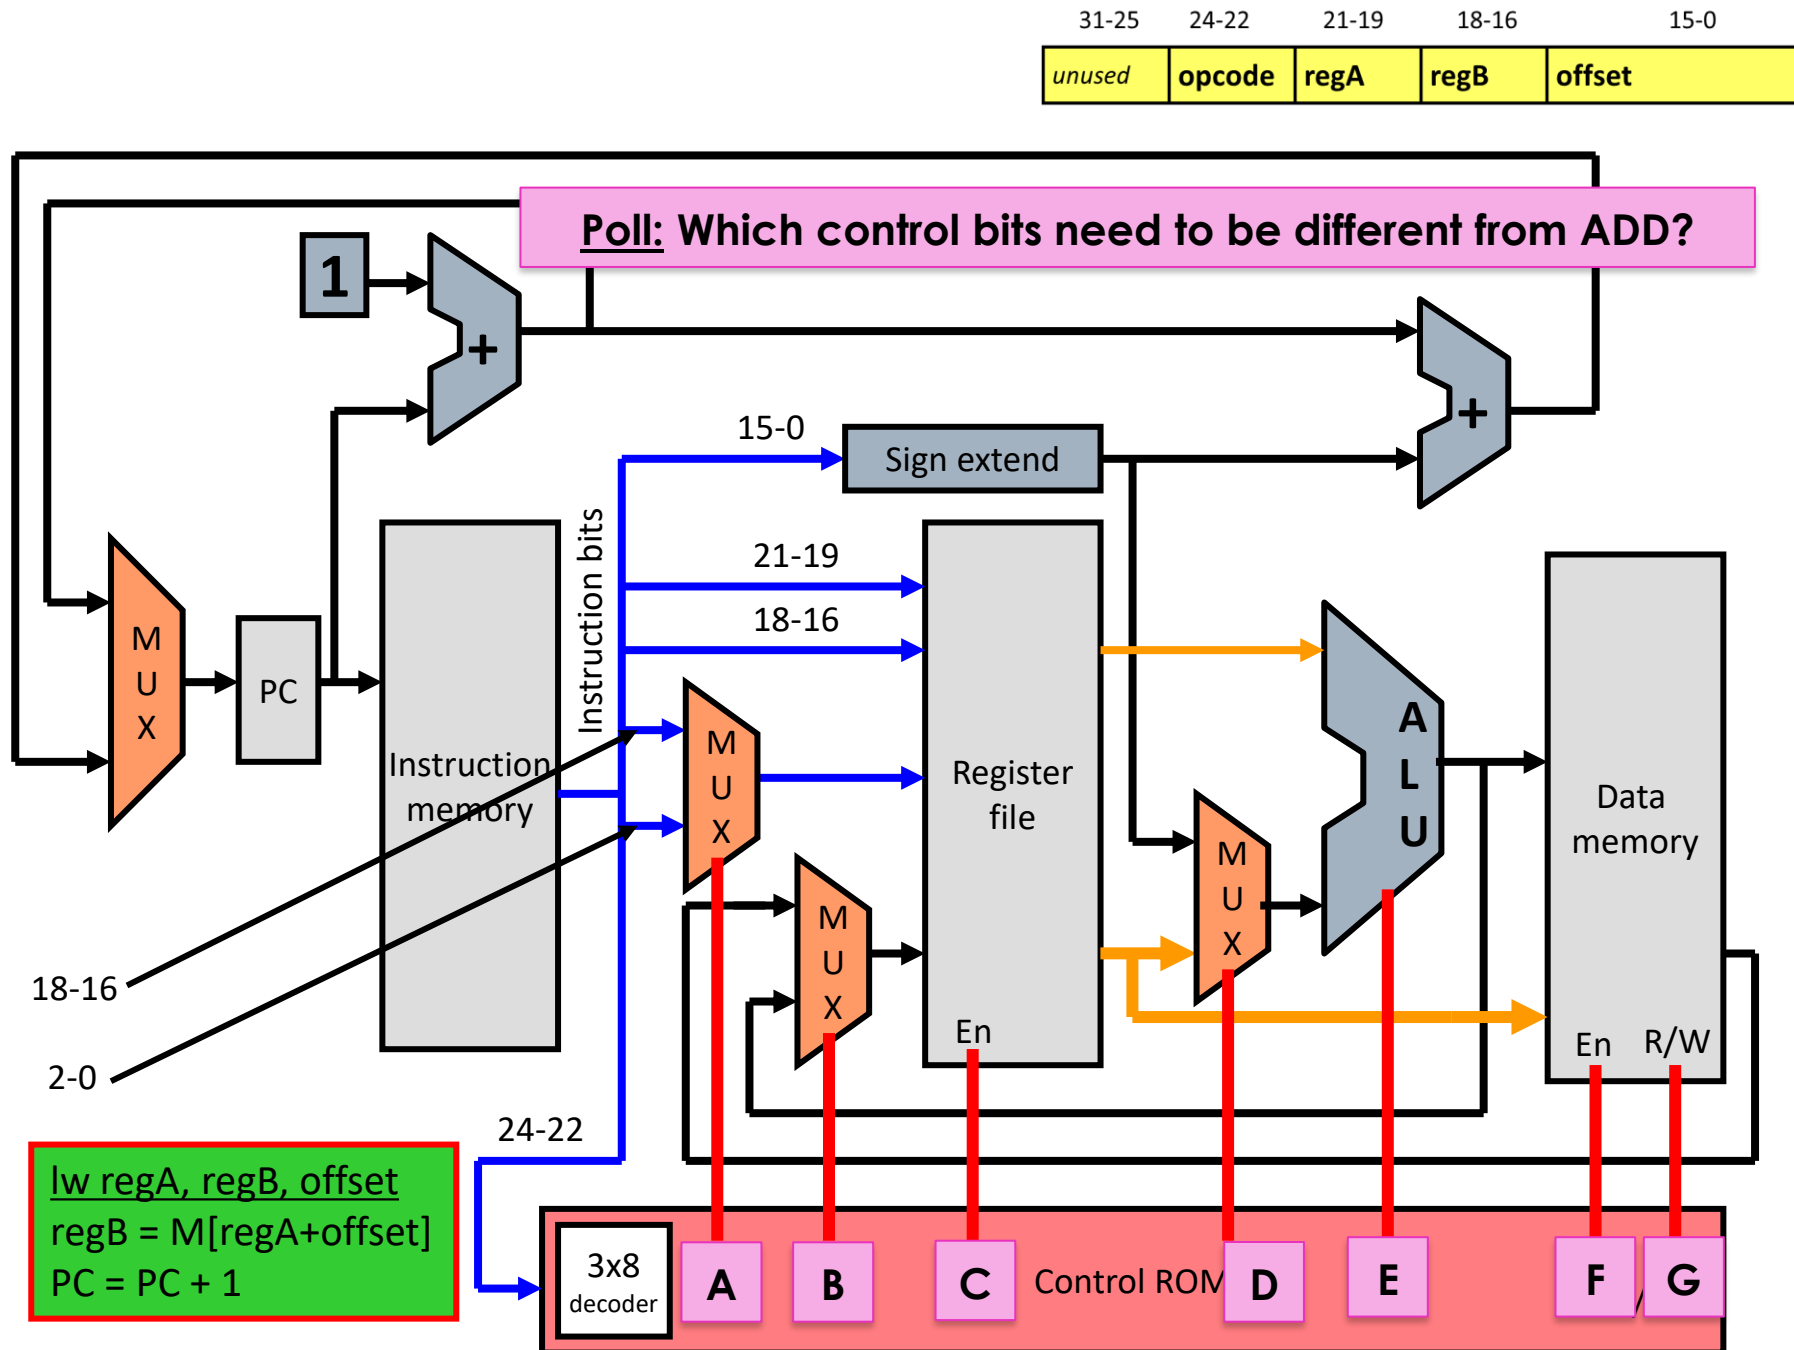 31-25 24-22 21-19 18-16 15-0
unused opcode regA regB offset
Poll: Which control bits need to be different from ADD?
1
+
+
15-0
Sign extend
Instruction bits
21-19
18-16
M
U
X
PC
Instruction
memory
M
U
X
Register
file
En
M
U
X
M
U
X
A
L
U
Data
memory
En R/W
18-16
2-0
24-22
lw regA, regB, offset
regB = M[regA+offset]
PC = PC + 1
3x8
decoder
A B C Control ROM D E F G